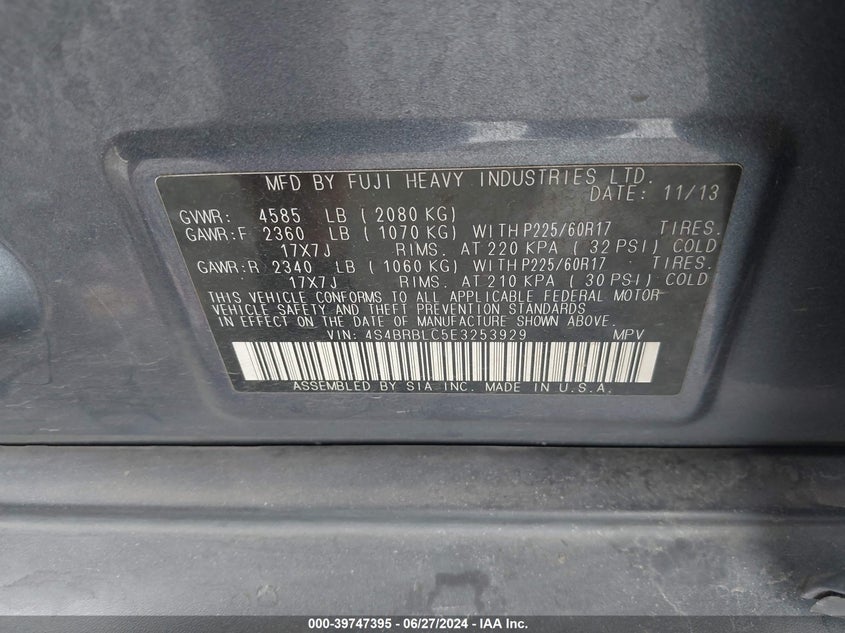 MFD BY FUJI HEAVY INDUSTRIES LTD.
DATE: 11/13
GVWR: 4585 LB ( 2080 KG)
GAWR:F 2360 LB ( 1070 KG) WITHP225/60R17 TIRES.
17X7J RIMS. AT 220 KPA ( 32 PSI) COLD
GAWR:R 2340 LB ( 1060 KG) WITHP225/60R17 TIRES.
17X7J RIMS. AT 210 KPA ( 30 PSI) COLD
THIS VEHICLE CONFORMS TO ALL APPLICABLE FEDERAL MOTOR
VEHICLE SAFETY AND THEFT PREVENTION STANDARDS
IN EFFECT ON THE DATE OF MANUFACTURE SHOWN ABOVE.
VIN: 4S4BRBLC5E3253929 MPV
ASSEMBLED BY SIA INC. MADE IN U.S.A.
000-39747395 - 06/27/2024 - IAA Inc.